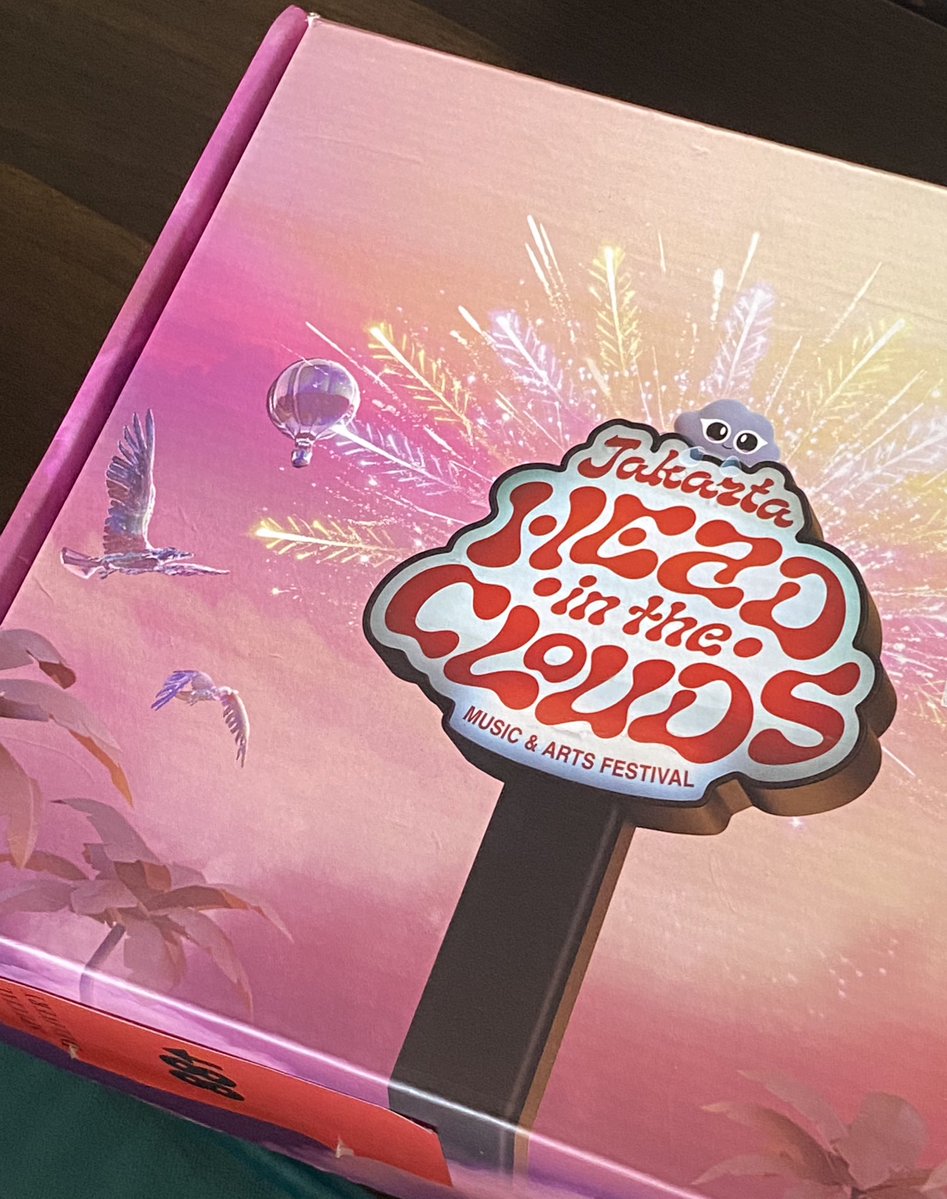 Jakarta
HEAD
in the
CLOUDS
MUSIC & ARTS FESTIVAL